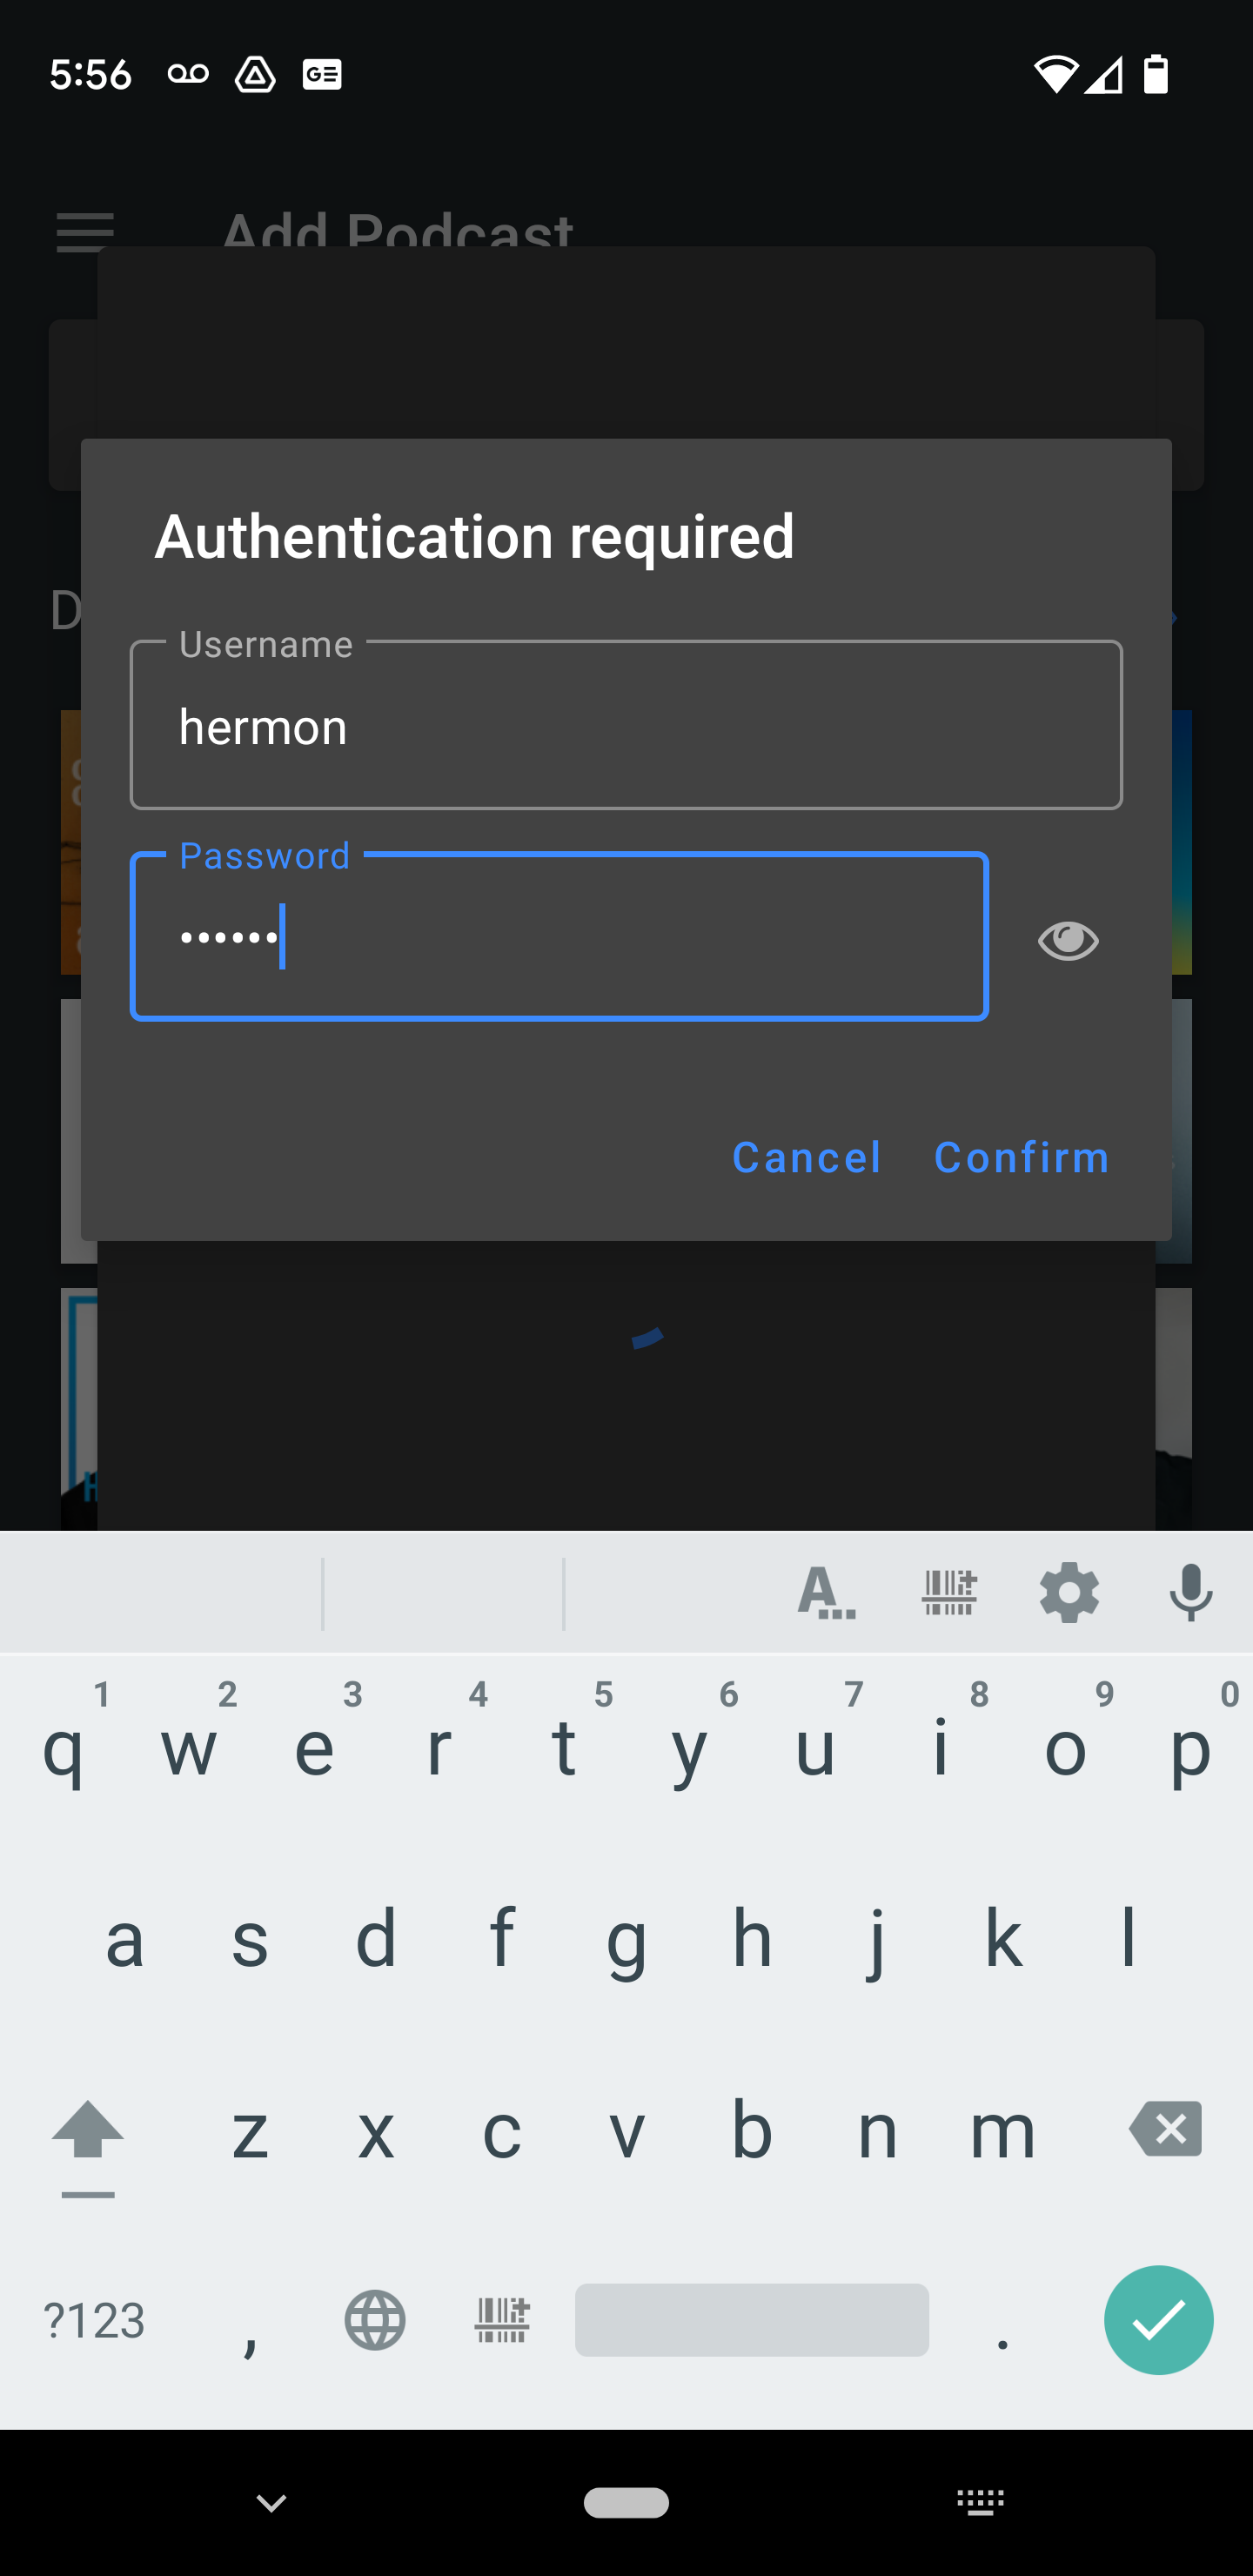 5:56
Add Podcast
D
Authentication required
Username
hermon
Password
••••••
Cancel
Confirm
H
A...
1 2 3 4 5 6 7 8 9 0
q w e r t y u i o p
a s d f g h j k l
z x c v b n m
?123 , .